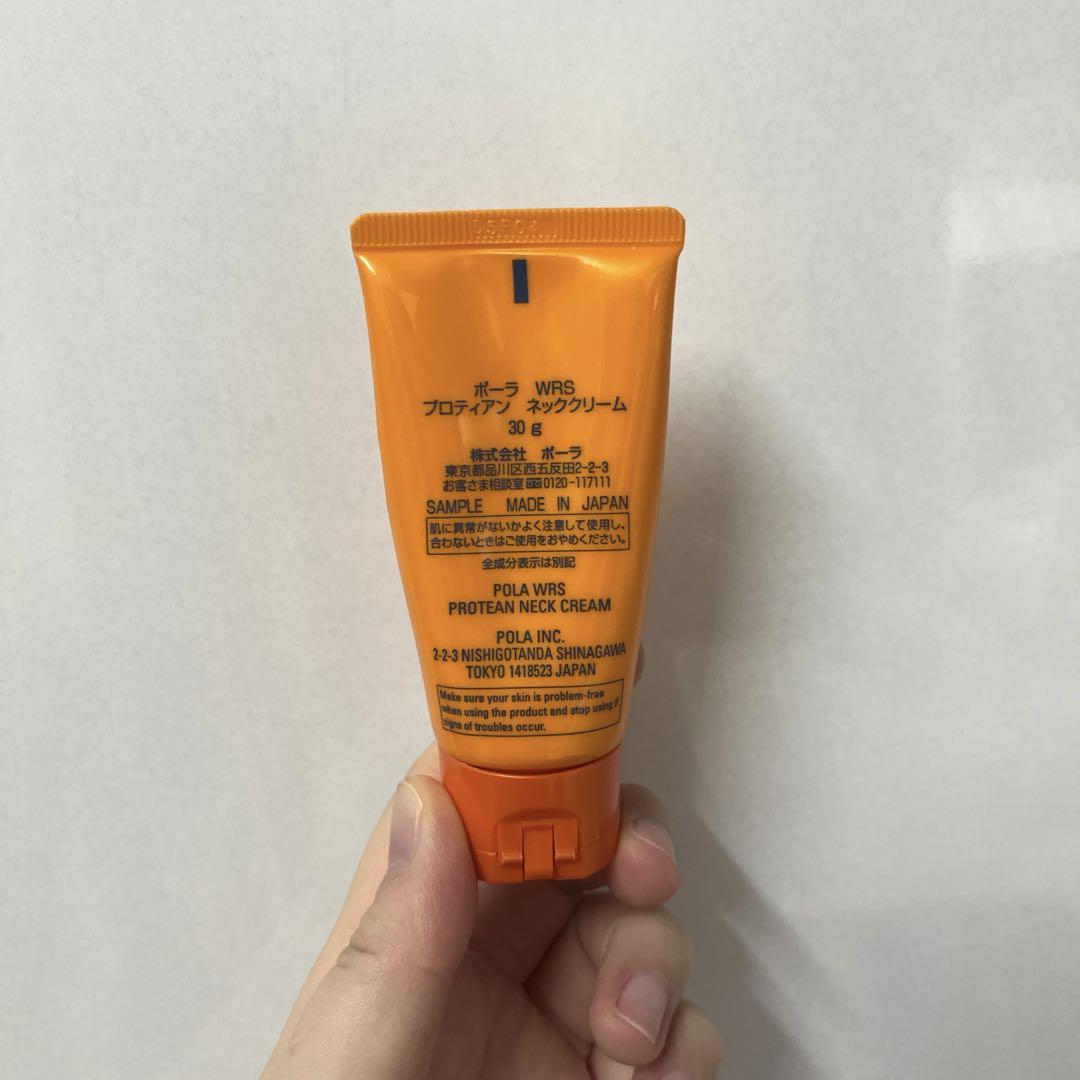 ポーラ WRS
プロティアン ネッククリーム
30 g
株式会社 ポーラ
東京都品川区西五反田2-2-3
お客さま相談室 0120-117111
SAMPLE MADE IN JAPAN
肌に異常がないかよく注意して使用し、
合わないときはご使用をおやめください。
全成分表示は別記
POLA WRS
PROTEAN NECK CREAM
POLA INC.
2-2-3 NISHIGOTANDA SHINAGAWA
TOKYO 1418523 JAPAN
Make sure your skin is problem-free
when using the product and stop using if
signs of troubles occur.